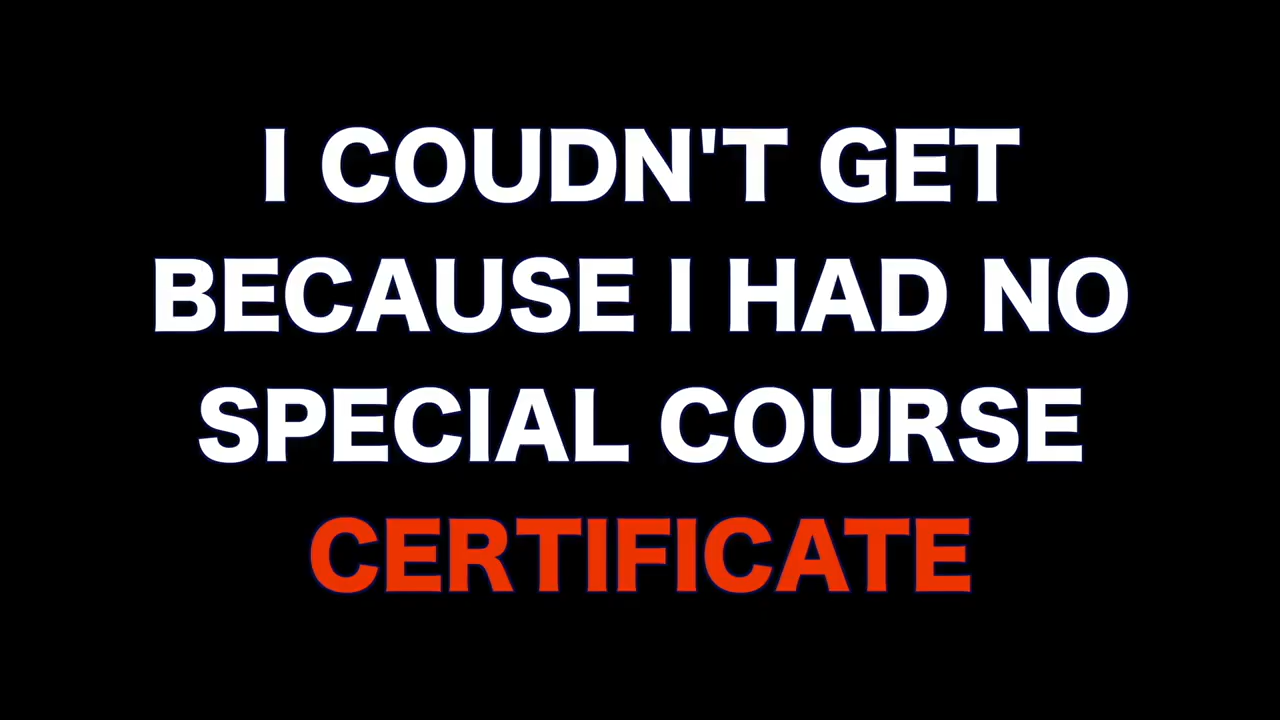 I COUDN'T GET
BECAUSE I HAD NO
SPECIAL COURSE
CERTIFICATE